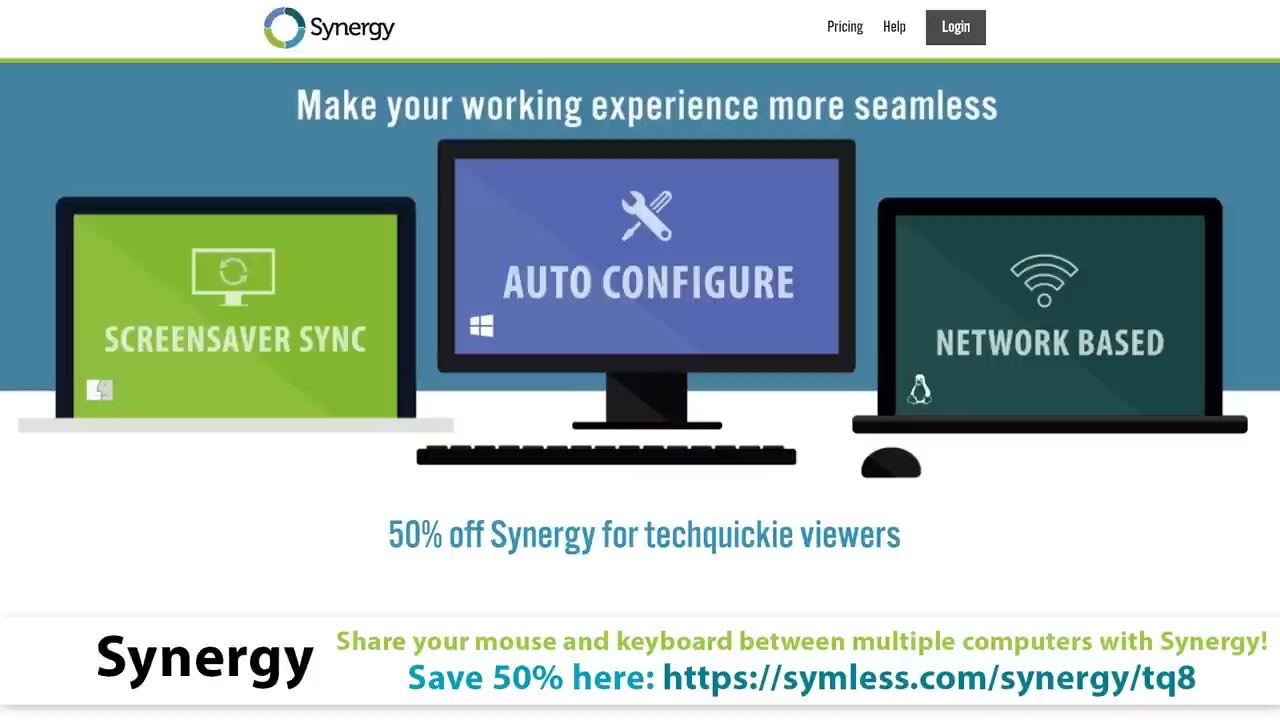 Synergy
Pricing Help Login
Make your working experience more seamless
SCREENSAVER SYNC
AUTO CONFIGURE
NETWORK BASED
50% off Synergy for techquickie viewers
Synergy
Share your mouse and keyboard between multiple computers with Synergy!
Save 50% here: https://symless.com/synergy/tq8